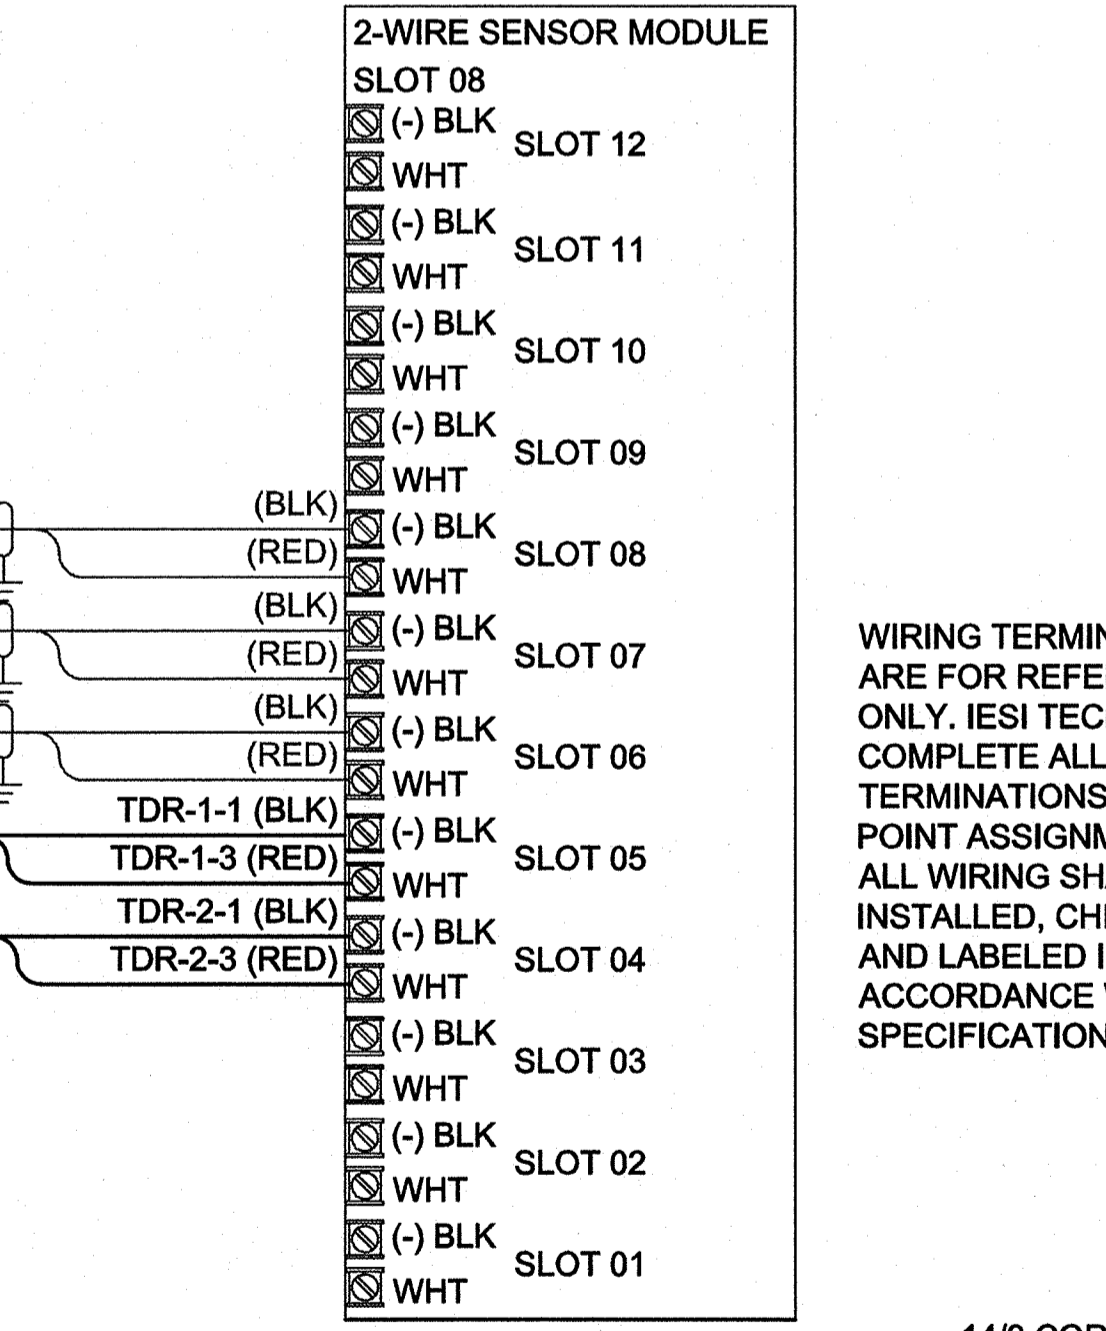 2-WIRE SENSOR MODULE
SLOT 08
(-) BLK
SLOT 12
WHT
(-) BLK
SLOT 11
WHT
(-) BLK
SLOT 10
WHT
(-) BLK
SLOT 09
WHT
(BLK)
(-) BLK
SLOT 08
(RED)
WHT
(BLK)
(-) BLK
SLOT 07
(RED)
WHT
(BLK)
(-) BLK
SLOT 06
(RED)
WHT
TDR-1-1 (BLK)
(-) BLK
SLOT 05
TDR-1-3 (RED)
WHT
TDR-2-1 (BLK)
(-) BLK
SLOT 04
TDR-2-3 (RED)
WHT
(-) BLK
SLOT 03
WHT
(-) BLK
SLOT 02
WHT
(-) BLK
SLOT 01
WHT
WIRING
ARE FOR
ONLY. IESI
COMPLETE ALL
TERMINATIONS
POINT
ALL WIRING
INSTALLED,
AND LABELED
ACCORDANCE